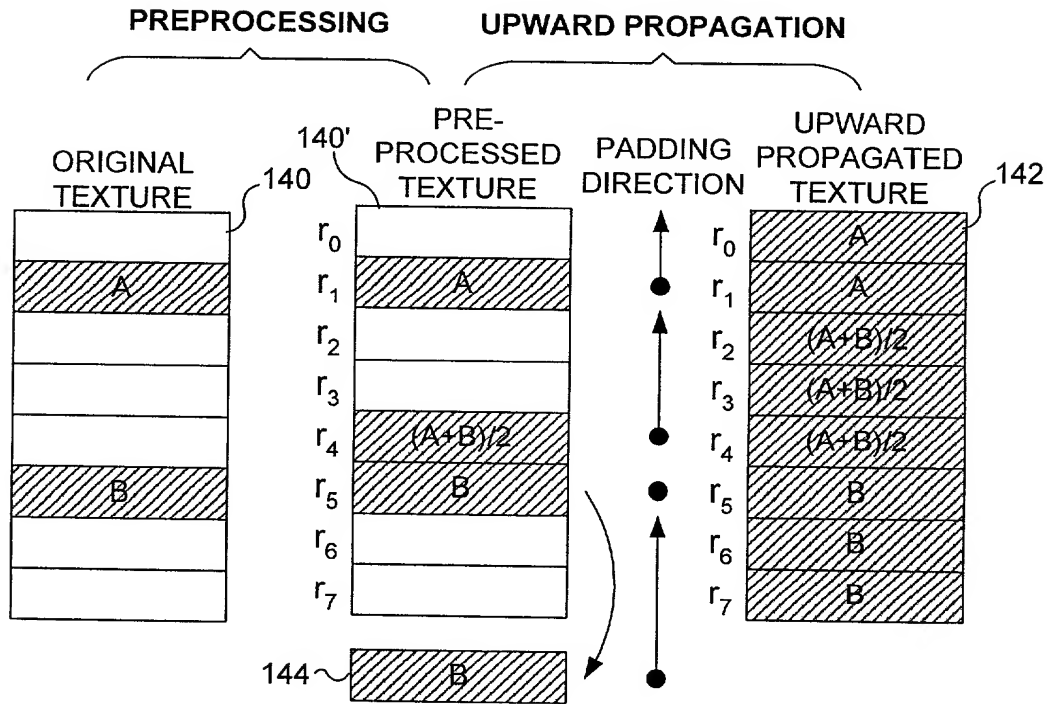 PREPROCESSING
UPWARD PROPAGATION
ORIGINAL
TEXTURE
140
140'
PRE-
PROCESSED
TEXTURE
PADDING
DIRECTION
UPWARD
PROPAGATED
TEXTURE
142
A
B
r0
r1 A
r2
r3
r4 (A+B)/2
r5 B
r6
r7
144 B
r0 A
r1 A
r2 (A+B)/2
r3 (A+B)/2
r4 (A+B)/2
r5 B
r6 B
r7 B